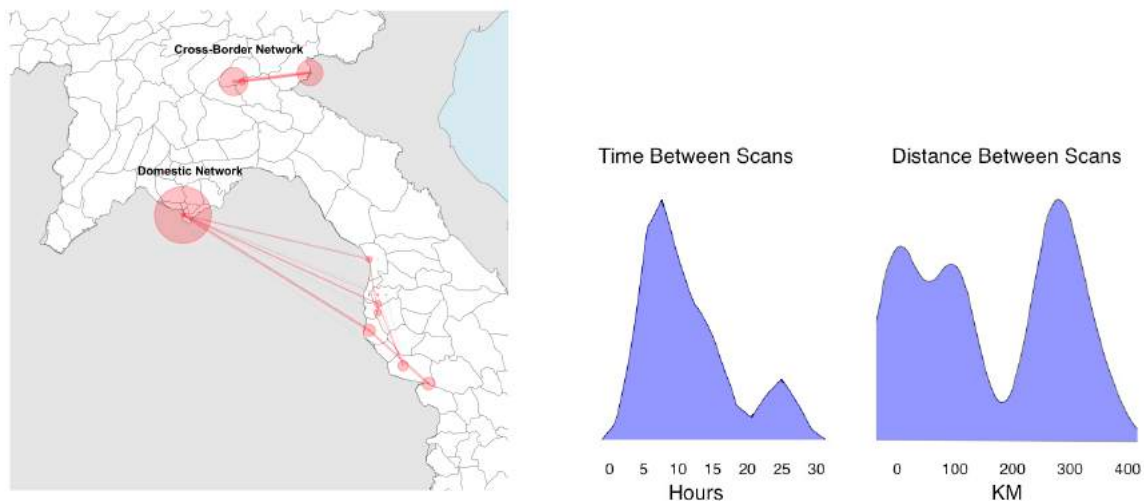 Cross-Border Network
Domestic Network
Time Between Scans
0 5 10 15 20 25 30
Hours
Distance Between Scans
0 100 200 300 400
KM